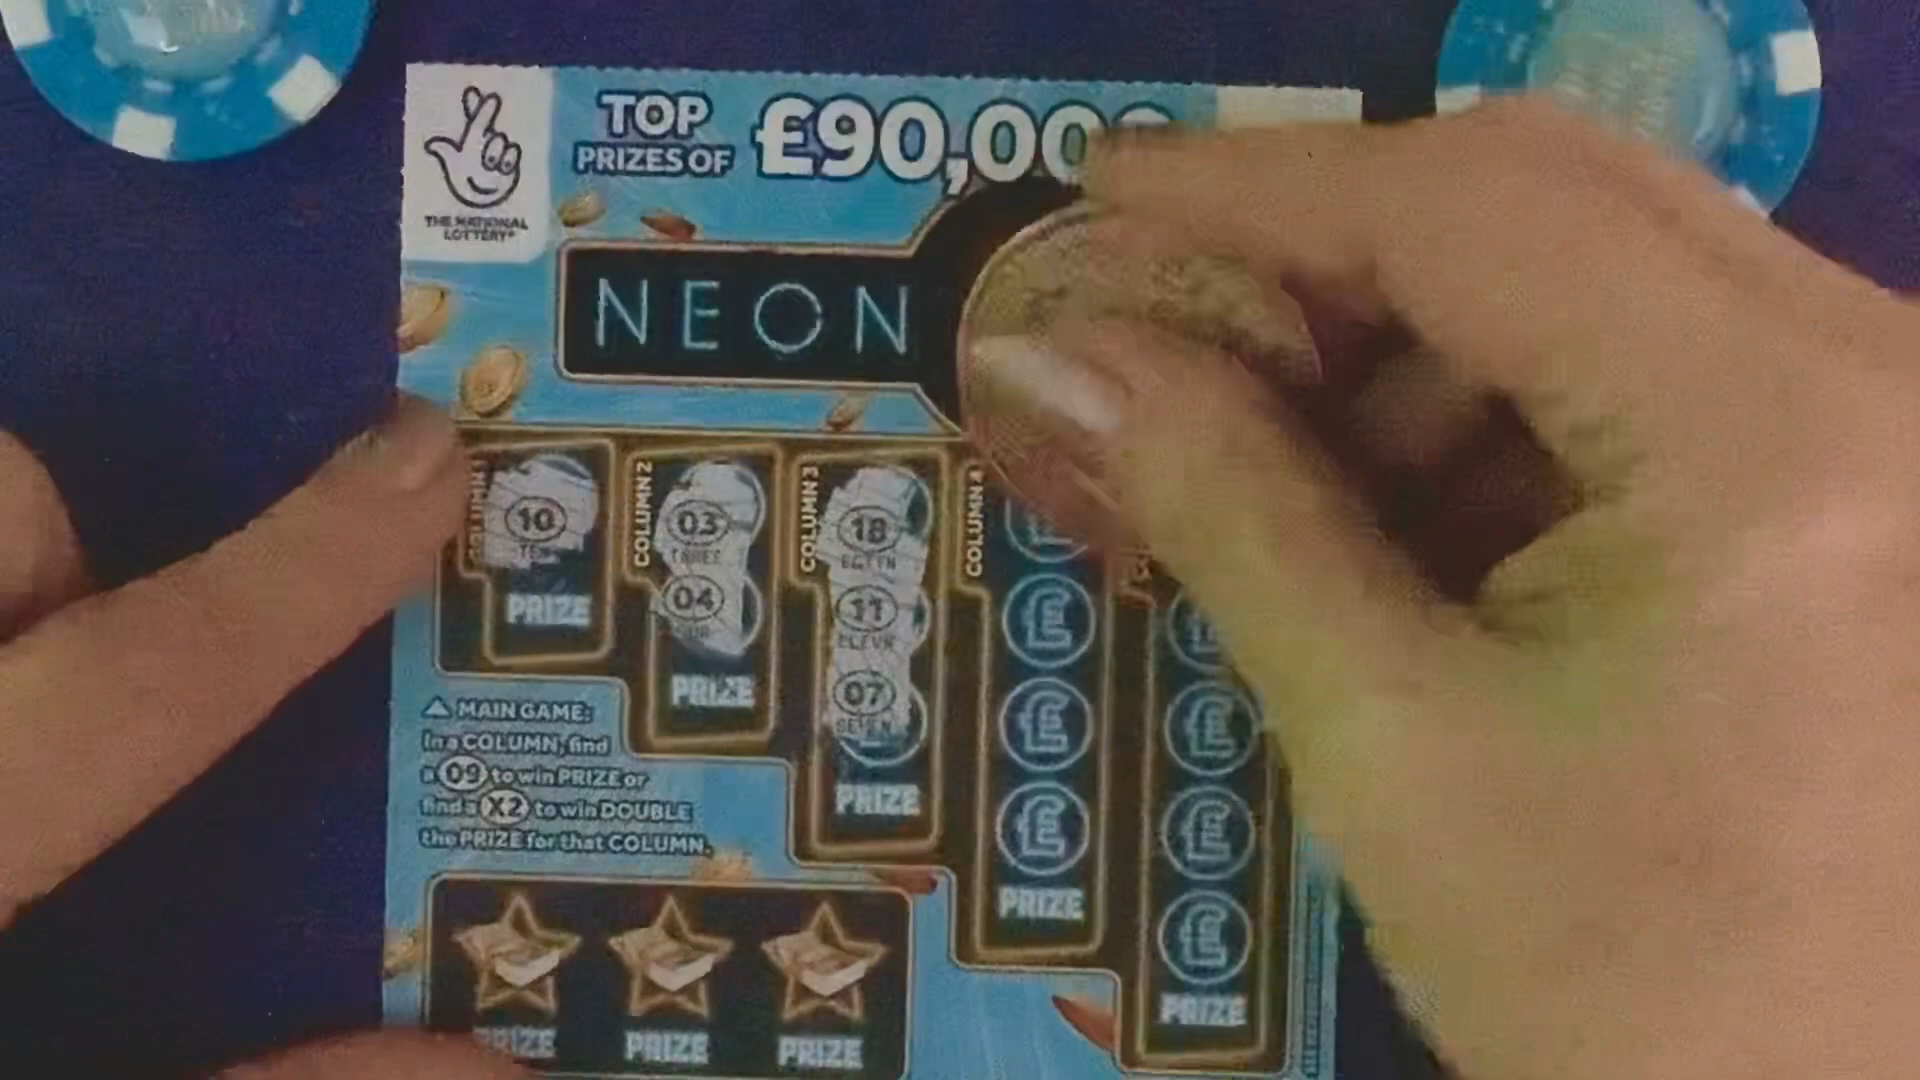 TOP
PRIZES OF
£90,00
THE NATIONAL
LOTTERY®
NEON
COLUMN 1
10
PRIZE
COLUMN 2
03
THREE
04
PRIZE
COLUMN 3
18
11
ELEVN
07
SEVEN
PRIZE
COLUMN 4
£
£
£
PRIZE
£
£
£
PRIZE
MAIN GAME:
In a COLUMN, find
a 09 to win PRIZE or
find a X2 to win DOUBLE
the PRIZE for that COLUMN.
PRIZE
PRIZE
PRIZE